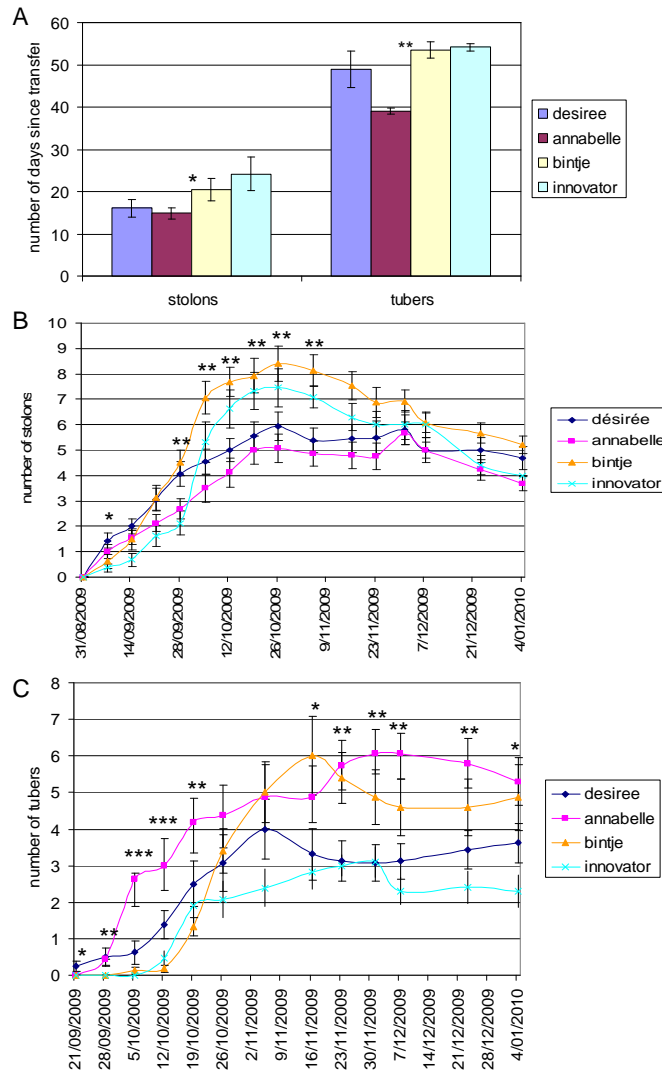 A
number of days since transfer
60
50
40
30
20
10
0
**
*
stolons
tubers
desiree
annabelle
bintje
innovator
B
number of stolons
10
9
8
7
6
5
4
3
2
1
0
* ** ** ** ** ** **
31/08/2009
14/09/2009
28/09/2009
12/10/2009
26/10/2009
9/11/2009
23/11/2009
7/12/2009
21/12/2009
4/01/2010
désirée
annabelle
bintje
innovator
C
number of tubers
8
7
6
5
4
3
2
1
0
* ** *** *** ** * ** ** ** ** *
21/09/2009
28/09/2009
5/10/2009
12/10/2009
19/10/2009
26/10/2009
2/11/2009
9/11/2009
16/11/2009
23/11/2009
30/11/2009
7/12/2009
14/12/2009
21/12/2009
28/12/2009
4/01/2010
desiree
annabelle
bintje
innovator